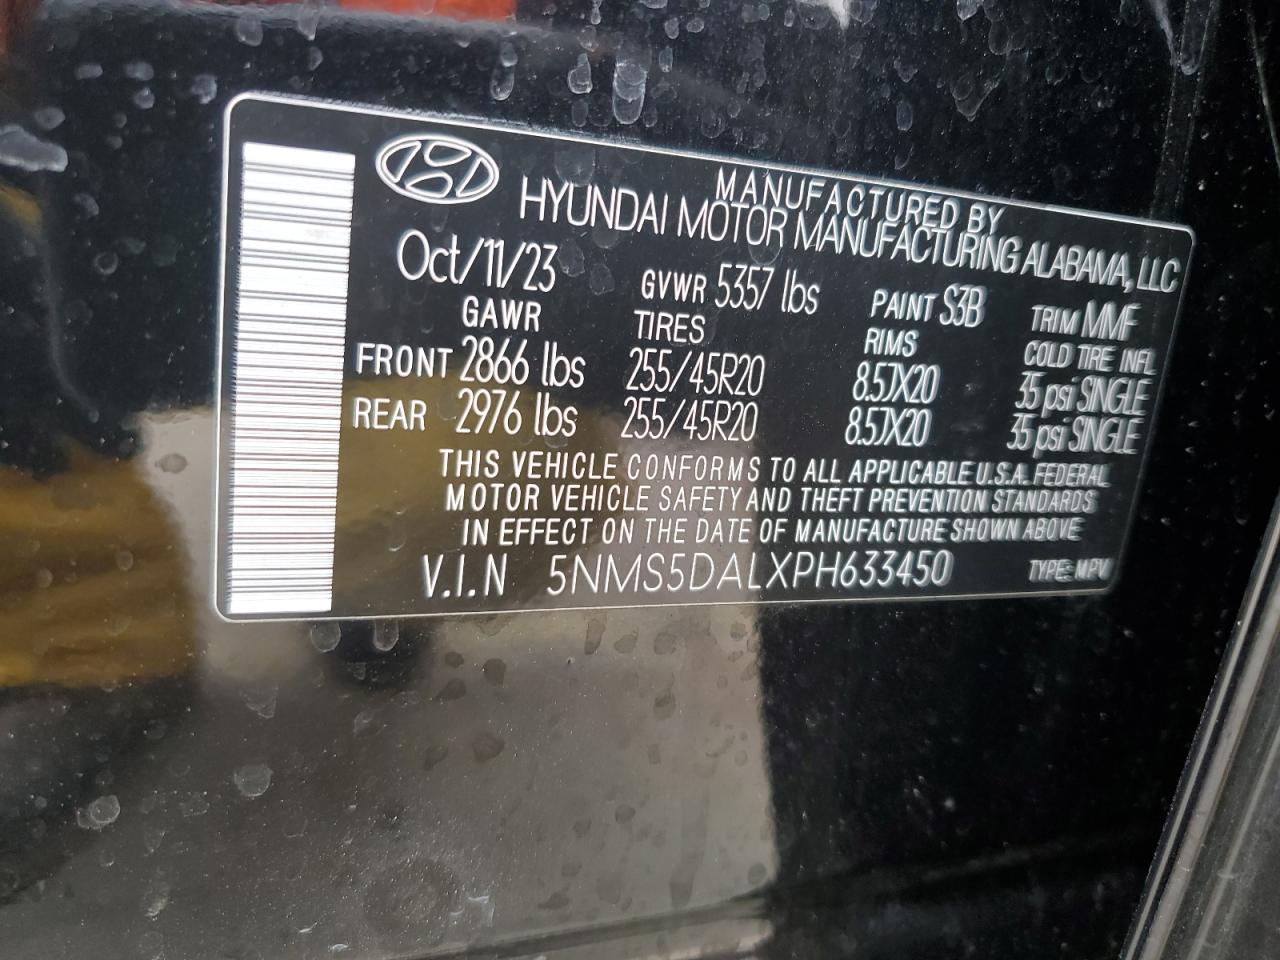 MANUFACTURED BY
HYUNDAI MOTOR MANUFACTURING ALABAMA, LLC
Oct/11/23 GVWR 5357 lbs PAINT S3B TRIM MMF
GAWR TIRES RIMS COLD TIRE INFL
FRONT 2866 lbs 255/45R20 8.5JX20 35 psi SINGLE
REAR 2976 lbs 255/45R20 8.5JX20 35 psi SINGLE
THIS VEHICLE CONFORMS TO ALL APPLICABLE U.S.A. FEDERAL
MOTOR VEHICLE SAFETY AND THEFT PREVENTION STANDARDS
IN EFFECT ON THE DATE OF MANUFACTURE SHOWN ABOVE
V.I.N 5NMS5DALXPH633450 TYPE: MPV